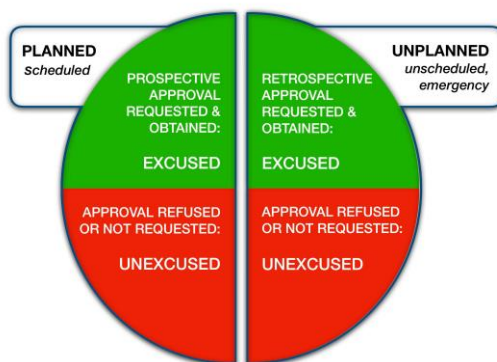 PLANNED
scheduled
UNPLANNED
unscheduled,
emergency
PROSPECTIVE
APPROVAL
REQUESTED &
OBTAINED:
EXCUSED
RETROSPECTIVE
APPROVAL
REQUESTED &
OBTAINED:
EXCUSED
APPROVAL REFUSED
OR NOT REQUESTED:
UNEXCUSED
APPROVAL REFUSED
OR NOT REQUESTED:
UNEXCUSED